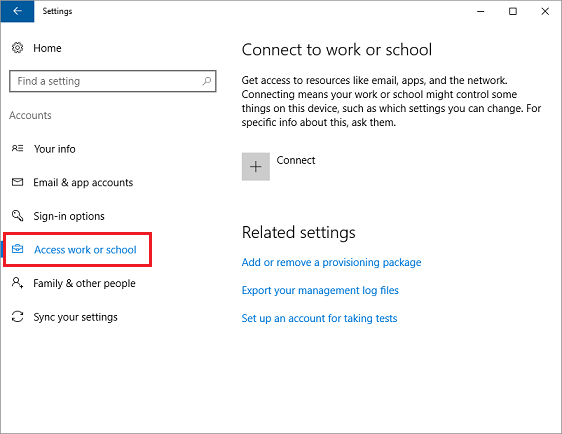 Settings
Home
Find a setting
Accounts
Your info
Email & app accounts
Sign-in options
Access work or school
Family & other people
Sync your settings
Connect to work or school
Get access to resources like email, apps, and the network.
Connecting means your work or school might control some
things on this device, such as which settings you can change. For
specific info about this, ask them.
Connect
Related settings
Add or remove a provisioning package
Export your management log files
Set up an account for taking tests